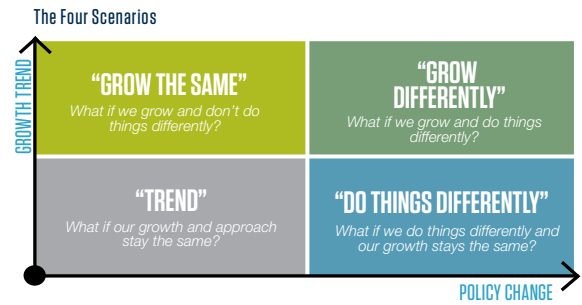 The Four Scenarios
GROWTH TREND
“GROW THE SAME”
What if we grow and don’t do
things differently?
“GROW
DIFFERENTLY”
What if we grow and do things
differently?
“TREND”
What if our growth and approach
stay the same?
“DO THINGS DIFFERENTLY”
What if we do things differently and
our growth stays the same?
POLICY CHANGE